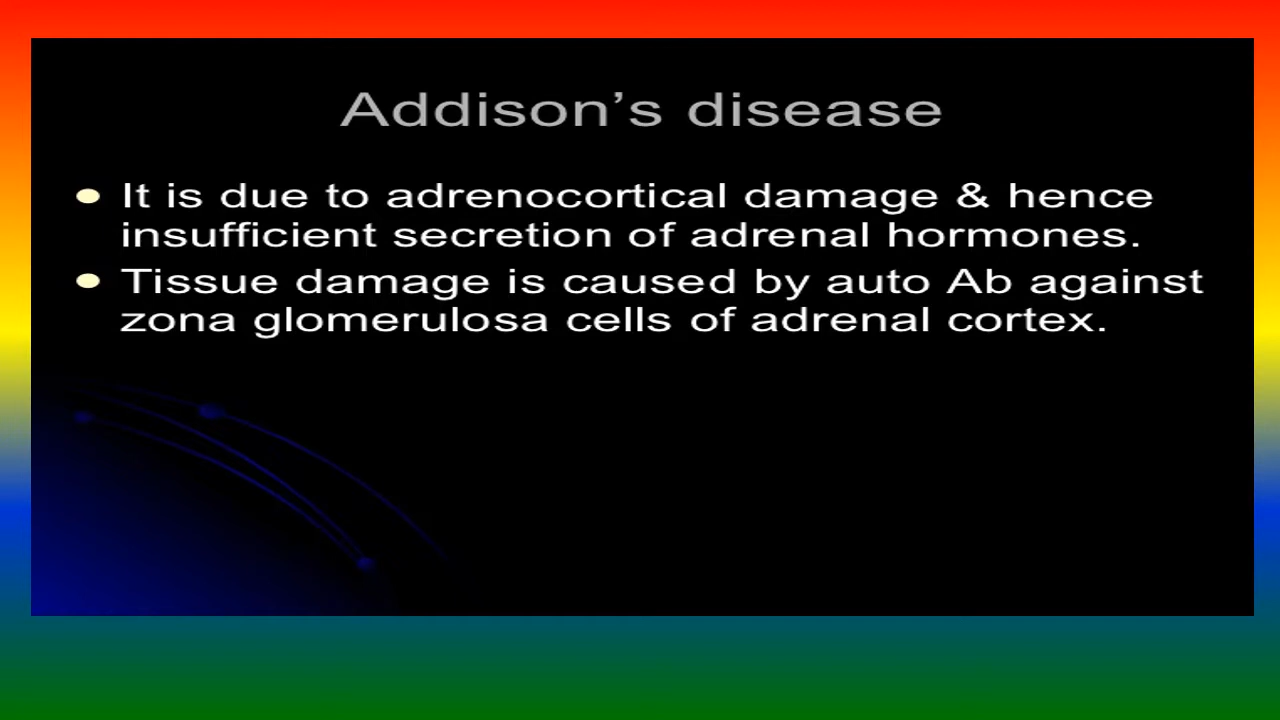 Addison’s disease
• It is due to adrenocortical damage & hence
insufficient secretion of adrenal hormones.
• Tissue damage is caused by auto Ab against
zona glomerulosa cells of adrenal cortex.